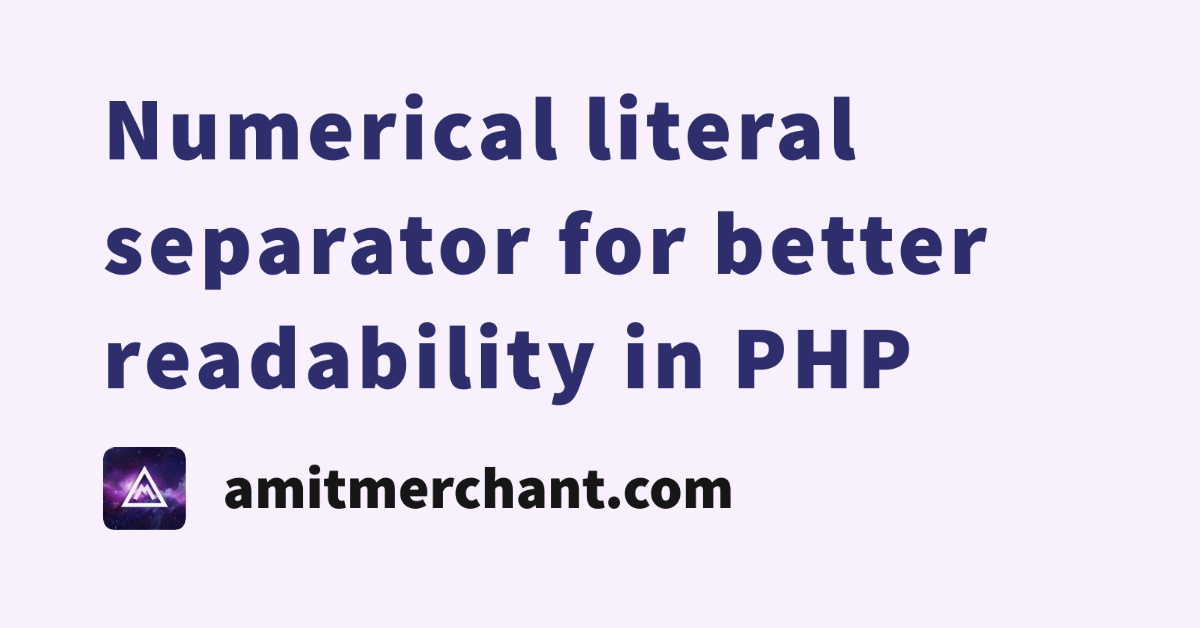 Numerical literal
separator for better
readability in PHP
amitmerchant.com